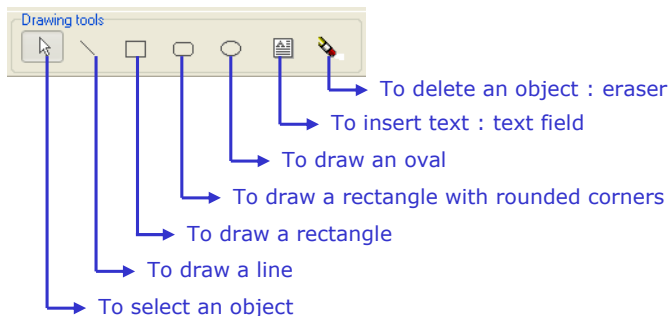 Drawing tools
To delete an object : eraser
To insert text : text field
To draw an oval
To draw a rectangle with rounded corners
To draw a rectangle
To draw a line
To select an object